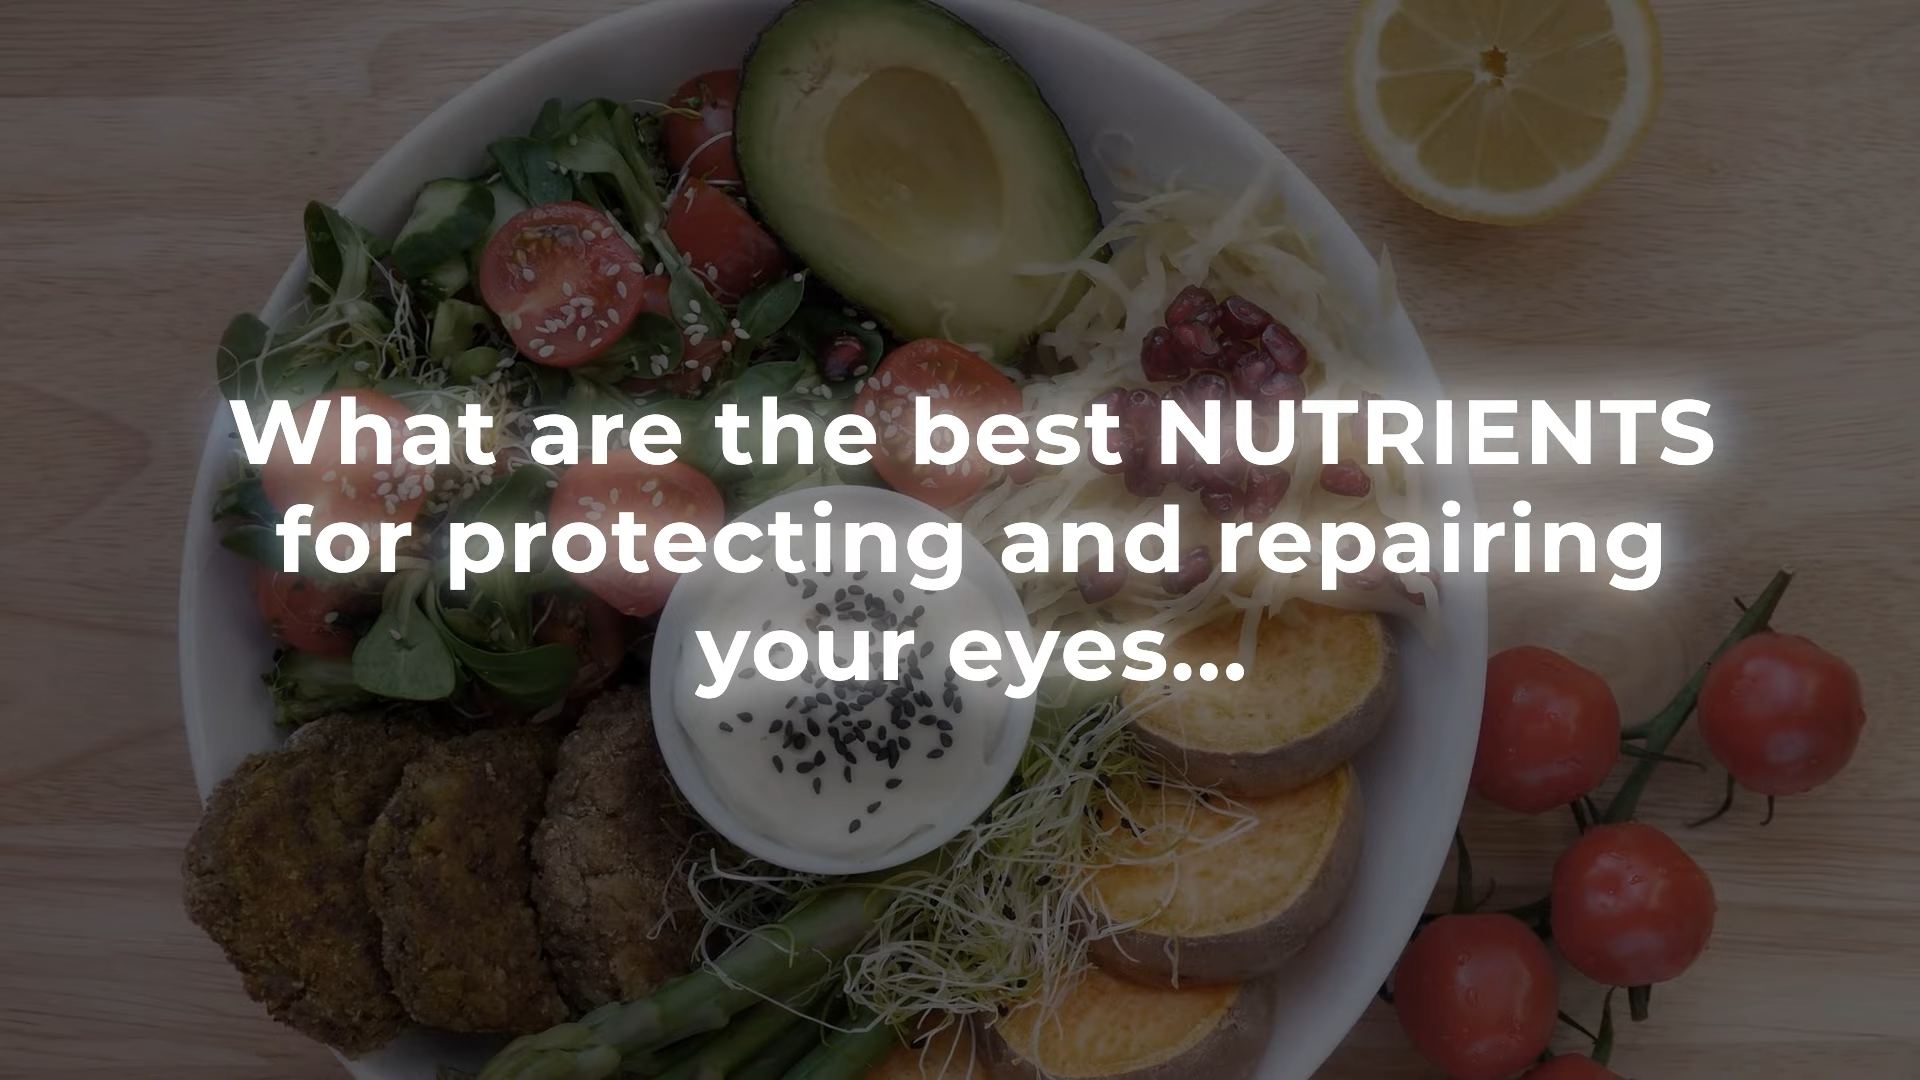 What are the best NUTRIENTS
for protecting and repairing
your eyes...